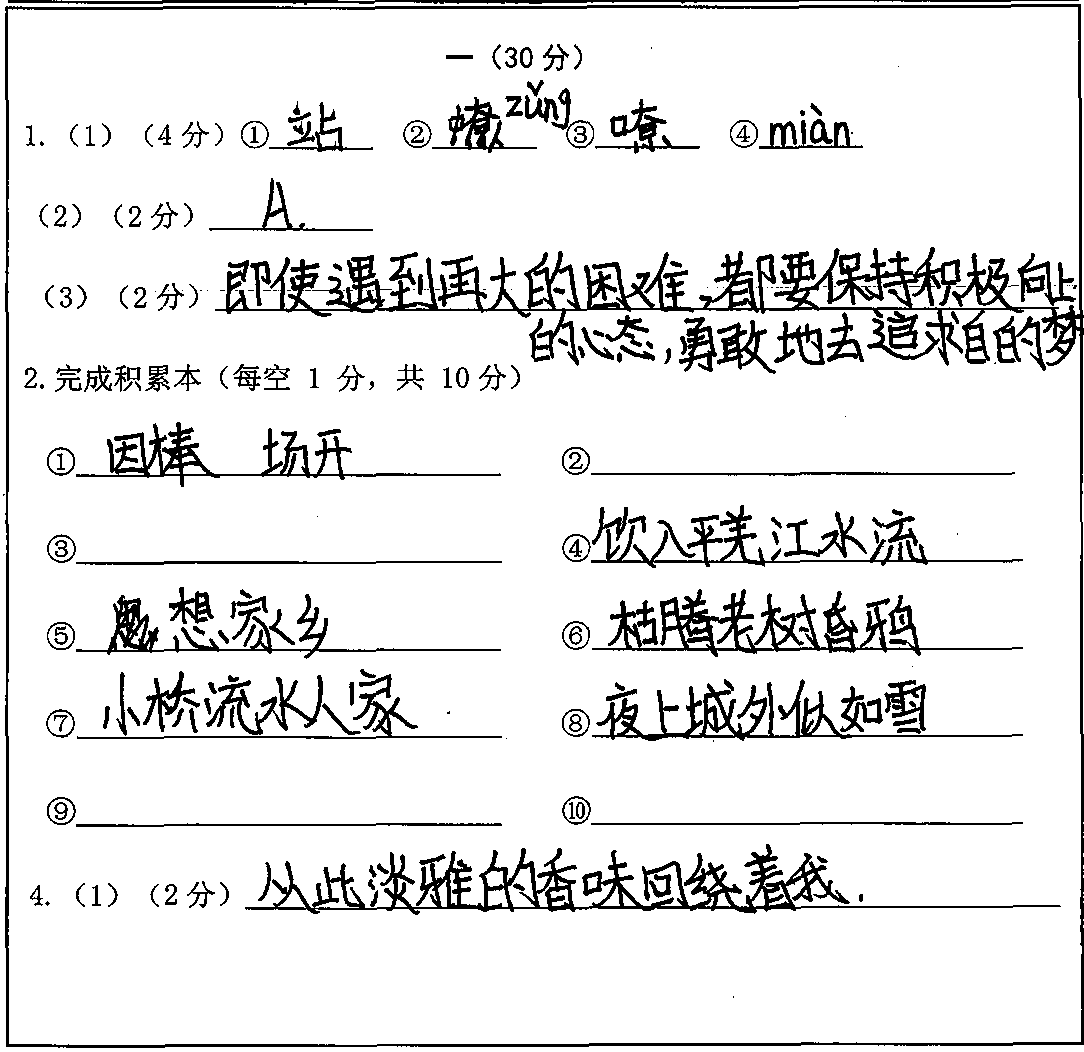 一（30分）
1.（1）（4分）① 站 ② zǔng ③ 嘹 ④ miàn
（2）（2分） A.
（3）（2分）即使遇到再大的困难，都要保持积极向上
的心态，勇敢地去追求自的梦
2.完成积累本（每空 1 分，共 10分）
① 因棒 场开 ②
③ ④ 饮入平羌江水流
⑤ 想家乡 ⑥ 枯腾老树昏鸦
⑦ 小桥流水人家 ⑧ 夜上城外似如雪
⑨ ⑩
4.（1）（2分） 从此淡雅的香味回绕着我.